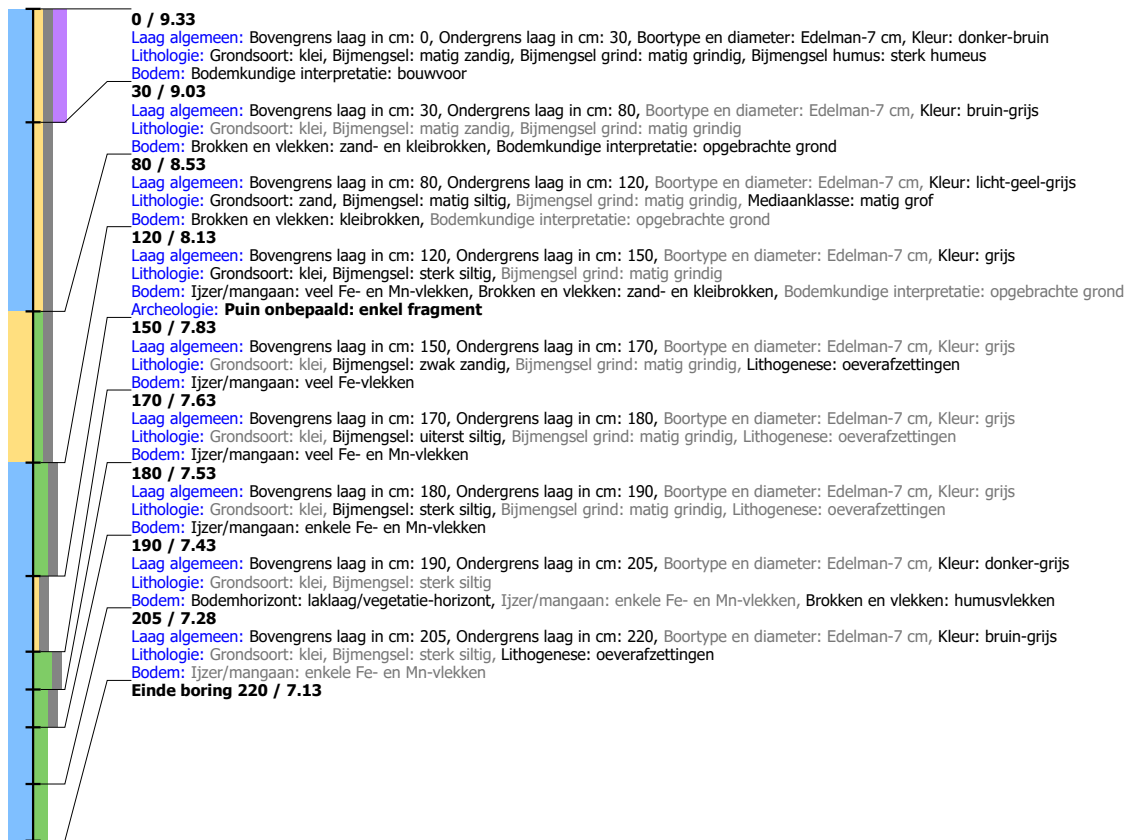 0 / 9.33
Laag algemeen: Bovengrens laag in cm: 0, Ondergrens laag in cm: 30, Boortype en diameter: Edelman-7 cm, Kleur: donker-bruin
Lithologie: Grondsoort: klei, Bijmengsel: matig zandig, Bijmengsel grind: matig grindig, Bijmengsel humus: sterk humeus
Bodem: Bodemkundige interpretatie: bouwvoor
30 / 9.03
Laag algemeen: Bovengrens laag in cm: 30, Ondergrens laag in cm: 80, Boortype en diameter: Edelman-7 cm, Kleur: bruin-grijs
Lithologie: Grondsoort: klei, Bijmengsel: matig zandig, Bijmengsel grind: matig grindig
Bodem: Brokken en vlekken: zand- en kleibrokken, Bodemkundige interpretatie: opgebrachte grond
80 / 8.53
Laag algemeen: Bovengrens laag in cm: 80, Ondergrens laag in cm: 120, Boortype en diameter: Edelman-7 cm, Kleur: licht-geel-grijs
Lithologie: Grondsoort: zand, Bijmengsel: matig siltig, Bijmengsel grind: matig grindig, Mediaanklasse: matig grof
Bodem: Brokken en vlekken: kleibrokken, Bodemkundige interpretatie: opgebrachte grond
120 / 8.13
Laag algemeen: Bovengrens laag in cm: 120, Ondergrens laag in cm: 150, Boortype en diameter: Edelman-7 cm, Kleur: grijs
Lithologie: Grondsoort: klei, Bijmengsel: sterk siltig, Bijmengsel grind: matig grindig
Bodem: Ijzer/mangaan: veel Fe- en Mn-vlekken, Brokken en vlekken: zand- en kleibrokken, Bodemkundige interpretatie: opgebrachte grond
Archeologie: Puin onbepaald: enkel fragment
150 / 7.83
Laag algemeen: Bovengrens laag in cm: 150, Ondergrens laag in cm: 170, Boortype en diameter: Edelman-7 cm, Kleur: grijs
Lithologie: Grondsoort: klei, Bijmengsel: zwak zandig, Bijmengsel grind: matig grindig, Lithogenese: oeverafzettingen
Bodem: Ijzer/mangaan: veel Fe-vlekken
170 / 7.63
Laag algemeen: Bovengrens laag in cm: 170, Ondergrens laag in cm: 180, Boortype en diameter: Edelman-7 cm, Kleur: grijs
Lithologie: Grondsoort: klei, Bijmengsel: uiterst siltig, Bijmengsel grind: matig grindig, Lithogenese: oeverafzettingen
Bodem: Ijzer/mangaan: veel Fe- en Mn-vlekken
180 / 7.53
Laag algemeen: Bovengrens laag in cm: 180, Ondergrens laag in cm: 190, Boortype en diameter: Edelman-7 cm, Kleur: grijs
Lithologie: Grondsoort: klei, Bijmengsel: sterk siltig, Bijmengsel grind: matig grindig, Lithogenese: oeverafzettingen
Bodem: Ijzer/mangaan: enkele Fe- en Mn-vlekken
190 / 7.43
Laag algemeen: Bovengrens laag in cm: 190, Ondergrens laag in cm: 205, Boortype en diameter: Edelman-7 cm, Kleur: donker-grijs
Lithologie: Grondsoort: klei, Bijmengsel: sterk siltig
Bodem: Bodemhorizont: laklaag/vegetatie-horizont, Ijzer/mangaan: enkele Fe- en Mn-vlekken, Brokken en vlekken: humusvlekken
205 / 7.28
Laag algemeen: Bovengrens laag in cm: 205, Ondergrens laag in cm: 220, Boortype en diameter: Edelman-7 cm, Kleur: bruin-grijs
Lithologie: Grondsoort: klei, Bijmengsel: sterk siltig, Lithogenese: oeverafzettingen
Bodem: Ijzer/mangaan: enkele Fe- en Mn-vlekken
Einde boring 220 / 7.13